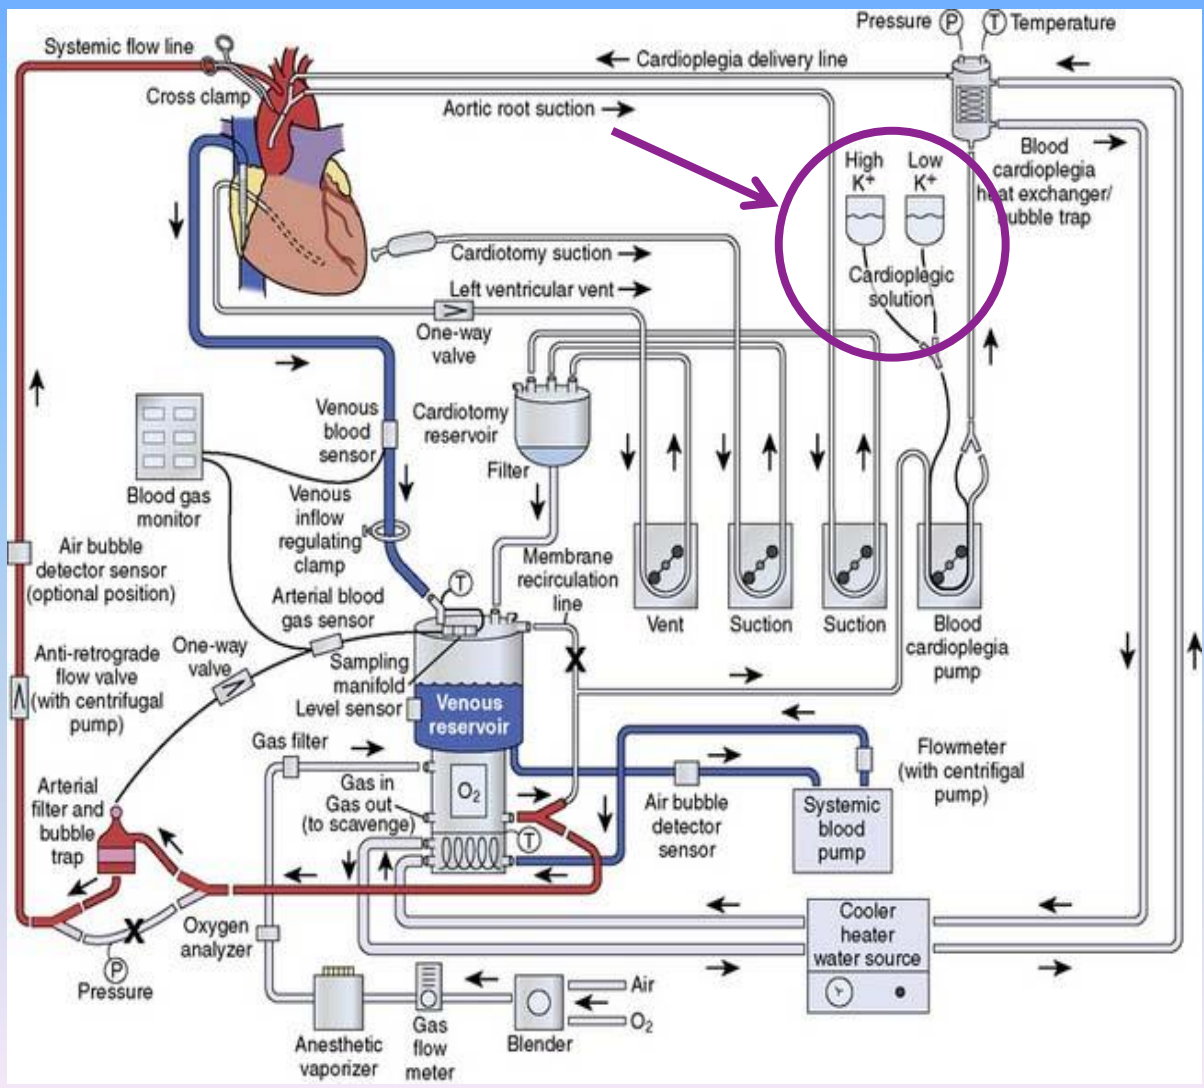 Pressure P T Temperature
Systemic flow line
Cardioplegia delivery line
Cross clamp
Aortic root suction
High
K+
Low
K+
Blood
cardioplegia
heat exchanger/
bubble trap
Cardiotomy suction
Cardioplegic
solution
Left ventricular vent
One-way
valve
Venous
blood
sensor
Cardiotomy
reservoir
Filter
Blood gas
monitor
Venous
inflow
regulating
clamp
Air bubble
detector sensor
(optional position)
T
Membrane
recirculation
line
Arterial blood
gas sensor
Vent
Suction
Suction
Blood
cardioplegia
pump
One-way
valve
Anti-retrograde
flow valve
(with centrifugal
pump)
Sampling
manifold
X
Level sensor
Venous
reservoir
Gas filter
Flowmeter
(with centrifigal
pump)
Gas in
Gas out
(to scavenge)
O2
Arterial
filter and
bubble
trap
Air bubble
detector
sensor
Systemic
blood
pump
T
Oxygen
analyzer
X
P
Pressure
Cooler
heater
water source
Air
O2
Anesthetic
vaporizer
Gas
flow
meter
Blender